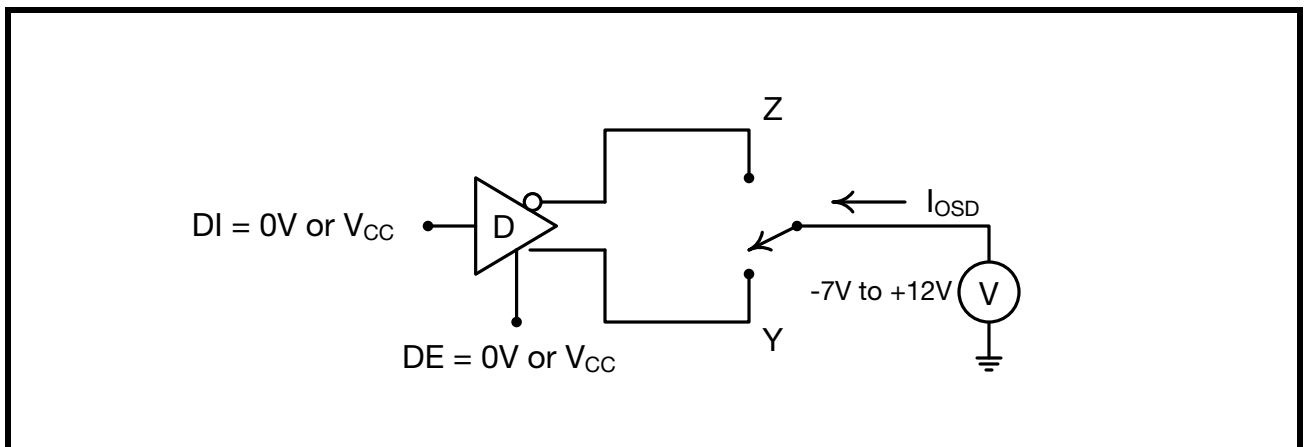 Z
I_OSD
DI = 0V or V_CC
D
-7V to +12V
V
Y
DE = 0V or V_CC